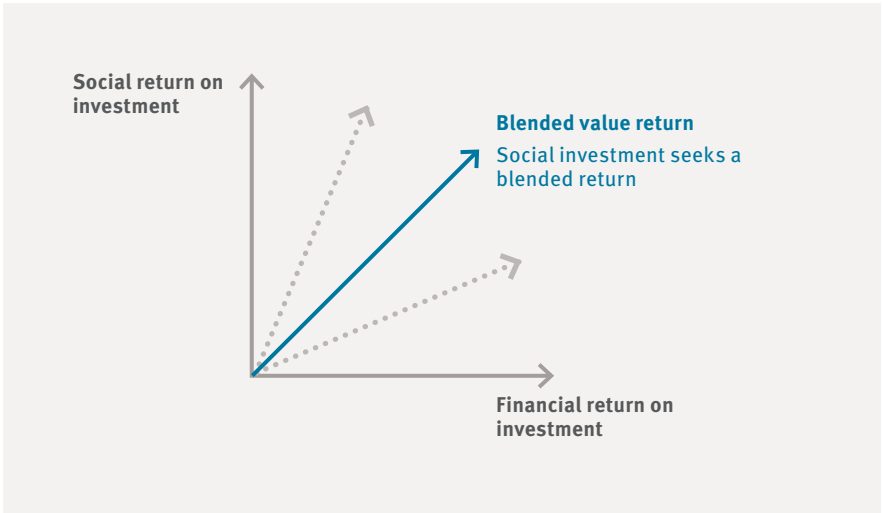 Social return on
investment
Blended value return
Social investment seeks a
blended return
Financial return on
investment